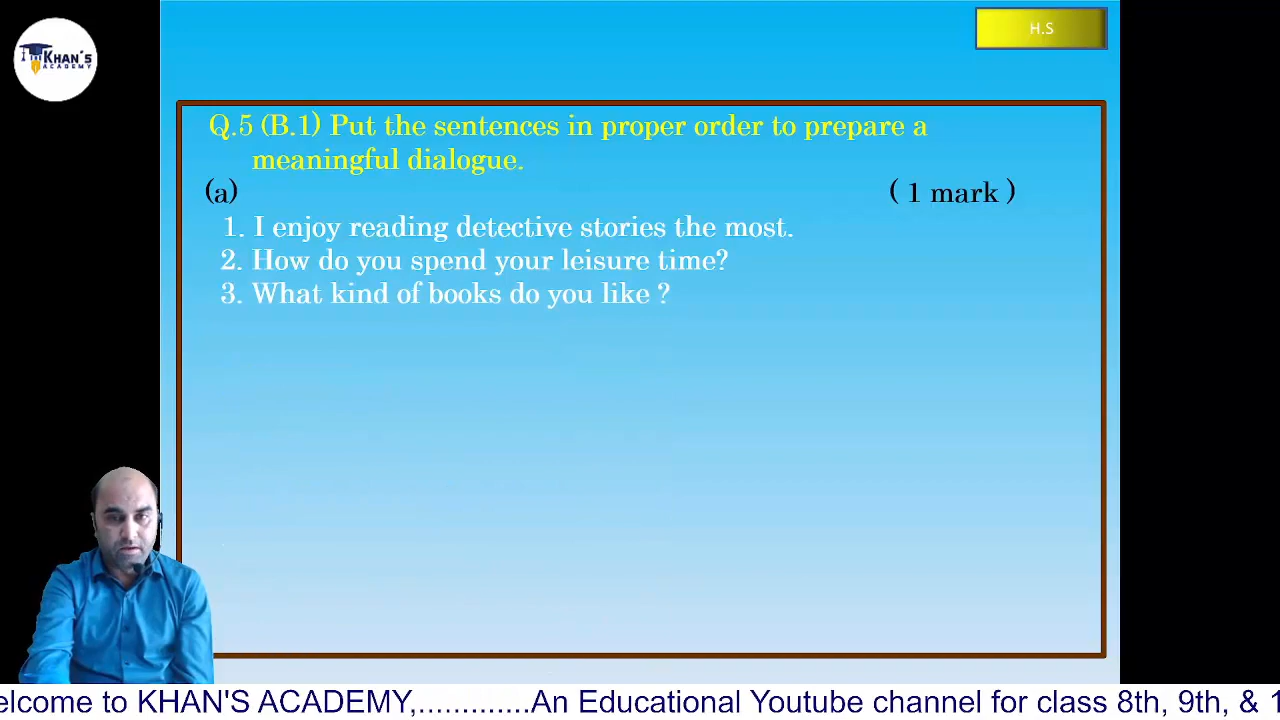 KHAN'S
ACADEMY
H.S
Q.5 (B.1) Put the sentences in proper order to prepare a
meaningful dialogue.
(a) ( 1 mark )
1. I enjoy reading detective stories the most.
2. How do you spend your leisure time?
3. What kind of books do you like ?
elcome to KHAN'S ACADEMY,.............An Educational Youtube channel for class 8th, 9th, & 1